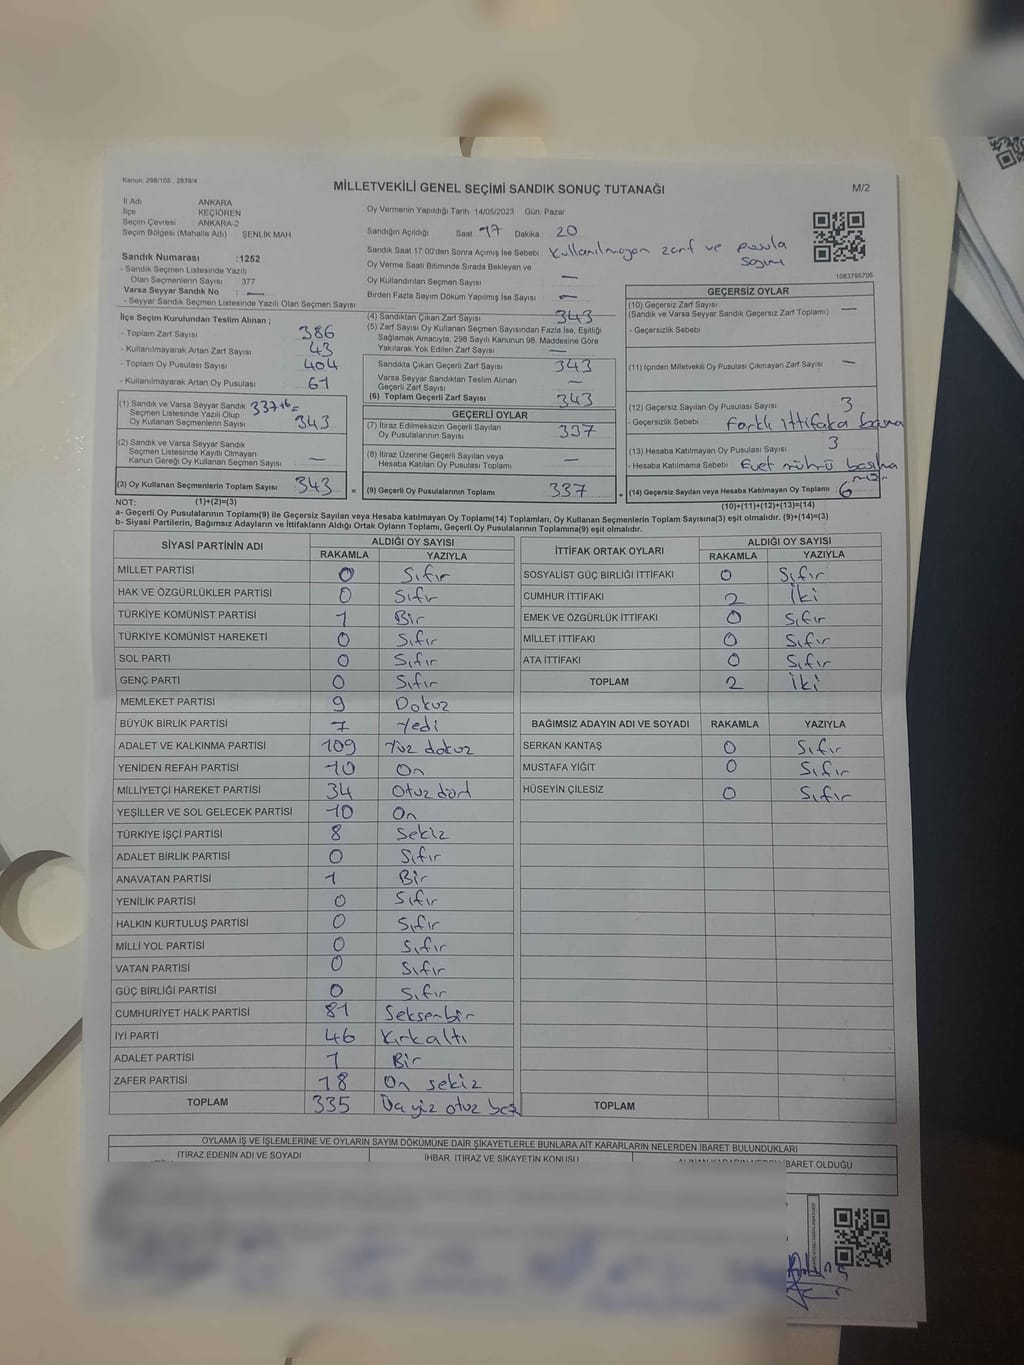 Kanun: 298/105 , 2839/4
MİLLETVEKİLİ GENEL SEÇİMİ SANDIK SONUÇ TUTANAĞI
M/2
İl Adı ANKARA
İlçe KEÇİÖREN
Seçim Çevresi ANKARA-2
Seçim Bölgesi (Mahalle Adı) : ŞENLİK MAH
Sandık Numarası :1252
- Sandık Seçmen Listesinde Yazılı
Olan Seçmenlerin Sayısı 377
Varsa Seyyar Sandık No : —
- Seyyar Sandık Seçmen Listesinde Yazılı Olan Seçmen Sayısı
Oy Vermenin Yapıldığı Tarih :14/05/2023 Gün: Pazar
Sandığın Açıldığı Saat 17 Dakika 20
Sandık Saat 17:00'den Sonra Açımış İse Sebebi Kullanılmayan zarf ve pusula
sayımı
Oy Verme Saati Bitiminde Sırada Bekleyen ve
Oy Kullandırılan Seçmen Sayısı —
Birden Fazla Sayım Döküm Yapılmış İse Sayısı —
1063795706
İlçe Seçim Kurulundan Teslim Alınan ;
- Toplam Zarf Sayısı 386
- Kullanılmayarak Artan Zarf Sayısı 43
- Toplam Oy Pusulası Sayısı 404
- Kullanılmayarak Artan Oy Pusulası 61
(1) Sandık ve Varsa Seyyar Sandık 337+6=
Seçmen Listesinde Yazılı Olup
Oy Kullanan Seçmenlerin Sayısı 343
(2) Sandık ve Varsa Seyyar Sandık
Seçmen Listesinde Kayıtlı Olmayan
Kanun Gereği Oy Kullanan Seçmen Sayısı —
(3) Oy Kullanan Seçmenlerin Toplam Sayısı 343 =
(4) Sandıktan Çıkan Zarf Sayısı 343
(5) Zarf Sayısı Oy Kullanan Seçmen Sayısından Fazla İse, Eşitliği
Sağlamak Amacıyla; 298 Sayılı Kanunun 98. Maddesine Göre
Yakılarak Yok Edilen Zarf Sayısı —
Sandıkta Çıkan Geçerli Zarf Sayısı 343
Varsa Seyyar Sandıktan Teslim Alınan
Geçerli Zarf Sayısı —
(6) Toplam Geçerli Zarf Sayısı 343
GEÇERLİ OYLAR
(7) İtiraz Edilmeksizin Geçerli Sayılan
Oy Pusulalarının Sayısı 337
(8) İtiraz Üzerine Geçerli Sayılan veya
Hesaba Katılan Oy Pusulası Toplamı —
(9) Geçerli Oy Pusulalarının Toplamı 337 +
GEÇERSİZ OYLAR
(10) Geçersiz Zarf Sayısı
(Sandık ve Varsa Seyyar Sandık Geçersiz Zarf Toplamı) —
- Geçersizlik Sebebi
(11) İçinden Milletvekili Oy Pusulası Çıkmayan Zarf Sayısı —
(12) Geçersiz Sayılan Oy Pusulası Sayısı 3
- Geçersizlik Sebebi Farklı ittifaka basma
(13) Hesaba Katılmayan Oy Pusulası Sayısı 3
- Hesaba Katılmama Sebebi Evet mührü basılma
mış.
(14) Geçersiz Sayılan veya Hesaba Katılmayan Oy Toplamı 6
NOT: (1)+(2)=(3)
(10)+(11)+(12)+(13)=(14)
a- Geçerli Oy Pusulalarının Toplamı(9) ile Geçersiz Sayılan veya Hesaba katılmayan Oy Toplamı(14) Toplamları, Oy Kullanan Seçmenlerin Toplam Sayısına(3) eşit olmalıdır. (9)+(14)=(3)
b- Siyasi Partilerin, Bağımsız Adayların ve İttifakların Aldığı Ortak Oyların Toplamı, Geçerli Oy Pusulalarının Toplamına(9) eşit olmalıdır.
SİYASİ PARTİNİN ADI ALDIĞI OY SAYISI
RAKAMLA YAZIYLA
MİLLET PARTİSİ 0 Sıfır
HAK VE ÖZGÜRLÜKLER PARTİSİ 0 Sıfır
TÜRKİYE KOMÜNİST PARTİSİ 1 Bir
TÜRKİYE KOMÜNİST HAREKETİ 0 Sıfır
SOL PARTİ 0 Sıfır
GENÇ PARTİ 0 Sıfır
MEMLEKET PARTİSİ 9 Dokuz
BÜYÜK BİRLİK PARTİSİ 7 Yedi
ADALET VE KALKINMA PARTİSİ 109 Yüz dokuz
YENİDEN REFAH PARTİSİ 10 On
MİLLİYETÇİ HAREKET PARTİSİ 34 Otuz dört
YEŞİLLER VE SOL GELECEK PARTİSİ 10 On
TÜRKİYE İŞÇİ PARTİSİ 8 Sekiz
ADALET BİRLİK PARTİSİ 0 Sıfır
ANAVATAN PARTİSİ 1 Bir
YENİLİK PARTİSİ 0 Sıfır
HALKIN KURTULUŞ PARTİSİ 0 Sıfır
MİLLİ YOL PARTİSİ 0 Sıfır
VATAN PARTİSİ 0 Sıfır
GÜÇ BİRLİĞİ PARTİSİ 0 Sıfır
CUMHURİYET HALK PARTİSİ 81 Seksenbir
İYİ PARTİ 46 Kırkaltı
ADALET PARTİSİ 1 Bir
ZAFER PARTİSİ 18 On sekiz
TOPLAM 335 Üç yüz otuz beş
İTTİFAK ORTAK OYLARI ALDIĞI OY SAYISI
RAKAMLA YAZIYLA
SOSYALİST GÜÇ BİRLİĞİ İTTİFAKI 0 Sıfır
CUMHUR İTTİFAKI 2 İki
EMEK VE ÖZGÜRLÜK İTTİFAKI 0 Sıfır
MİLLET İTTİFAKI 0 Sıfır
ATA İTTİFAKI 0 Sıfır
TOPLAM 2 İki
BAĞIMSIZ ADAYIN ADI VE SOYADI RAKAMLA YAZIYLA
SERKAN KANTAŞ 0 Sıfır
MUSTAFA YİĞİT 0 Sıfır
HÜSEYİN ÇİLESİZ 0 Sıfır
TOPLAM
OYLAMA İŞ VE İŞLEMLERİNE VE OYLARIN SAYIM DÖKÜMÜNE DAİR ŞİKAYETLERLE BUNLARA AİT KARARLARIN NELERDEN İBARET BULUNDUKLARI
İTİRAZ EDENİN ADI VE SOYADI İHBAR, İTİRAZ VE ŞİKAYETİN KONUSU ALINAN KARARIN NEDEN İBARET OLDUĞU